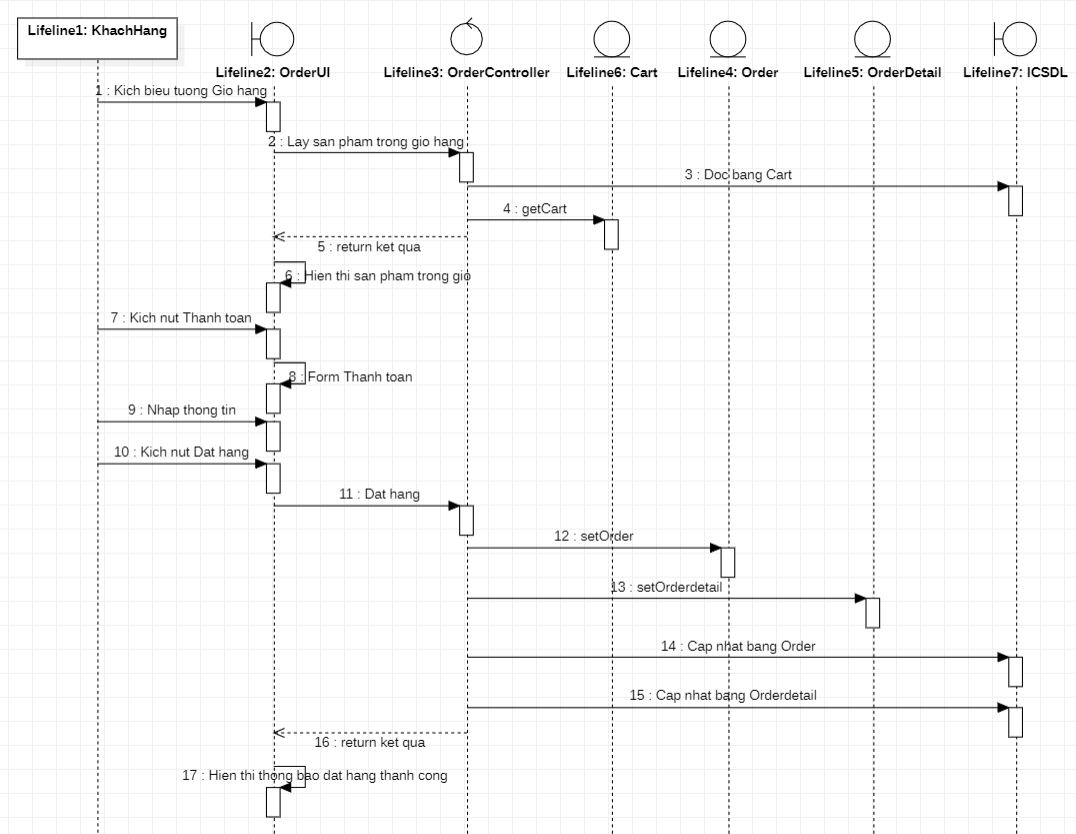 Lifeline1: KhachHang
Lifeline2: OrderUI
Lifeline3: OrderController
Lifeline6: Cart
Lifeline4: Order
Lifeline5: OrderDetail
Lifeline7: ICSDL
1 : Kich bieu tuong Gio hang
2 : Lay san pham trong gio hang
3 : Doc bang Cart
4 : getCart
5 : return ket qua
6 : Hien thi san pham trong gio
7 : Kich nut Thanh toan
8 : Form Thanh toan
9 : Nhap thong tin
10 : Kich nut Dat hang
11 : Dat hang
12 : setOrder
13 : setOrderdetail
14 : Cap nhat bang Order
15 : Cap nhat bang Orderdetail
16 : return ket qua
17 : Hien thi thong bao dat hang thanh cong